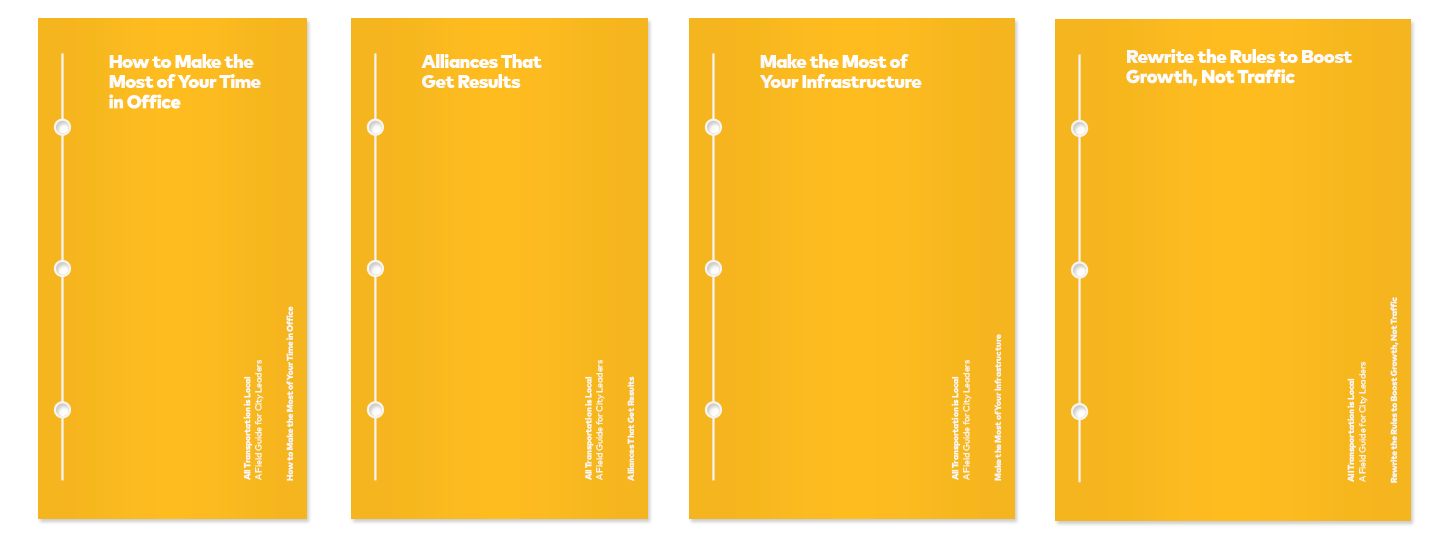 How to Make the
Most of Your Time
in Office
All Transportation is Local
A Field Guide for City Leaders
How to Make the Most of Your Time in Office
Alliances That
Get Results
All Transportation is Local
A Field Guide for City Leaders
Alliances That Get Results
Make the Most of
Your Infrastructure
All Transportation is Local
A Field Guide for City Leaders
Make the Most of Your Infrastructure
Rewrite the Rules to Boost
Growth, Not Traffic
All Transportation is Local
A Field Guide for City Leaders
Rewrite the Rules to Boost Growth, Not Traffic